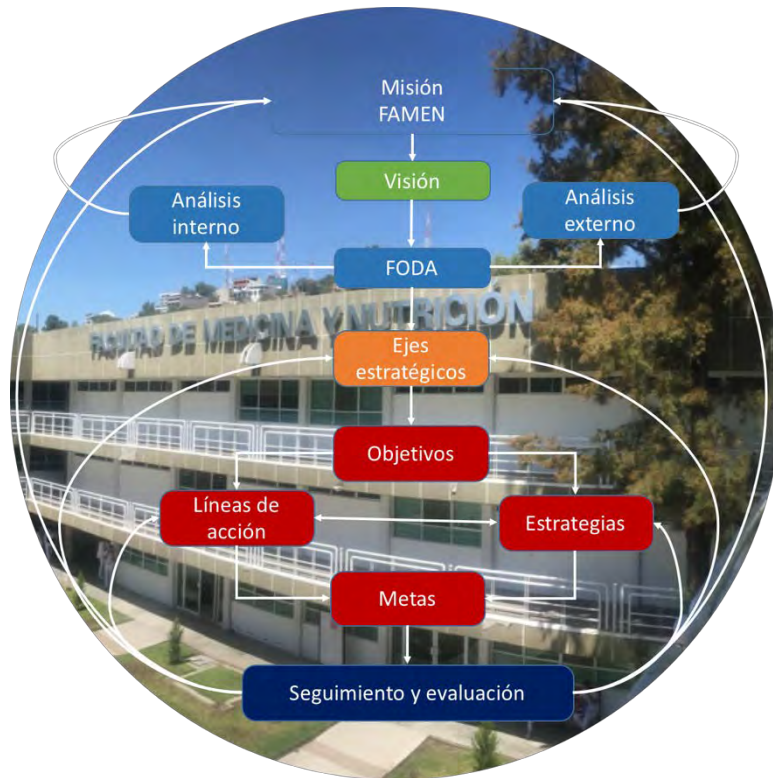 Misión
FAMEN
Visión
Análisis
interno
Análisis
externo
FODA
FACULTAD DE MEDICINA Y NUTRICIÓN
Ejes
estratégicos
Objetivos
Líneas de
acción
Estrategias
Metas
Seguimiento y evaluación